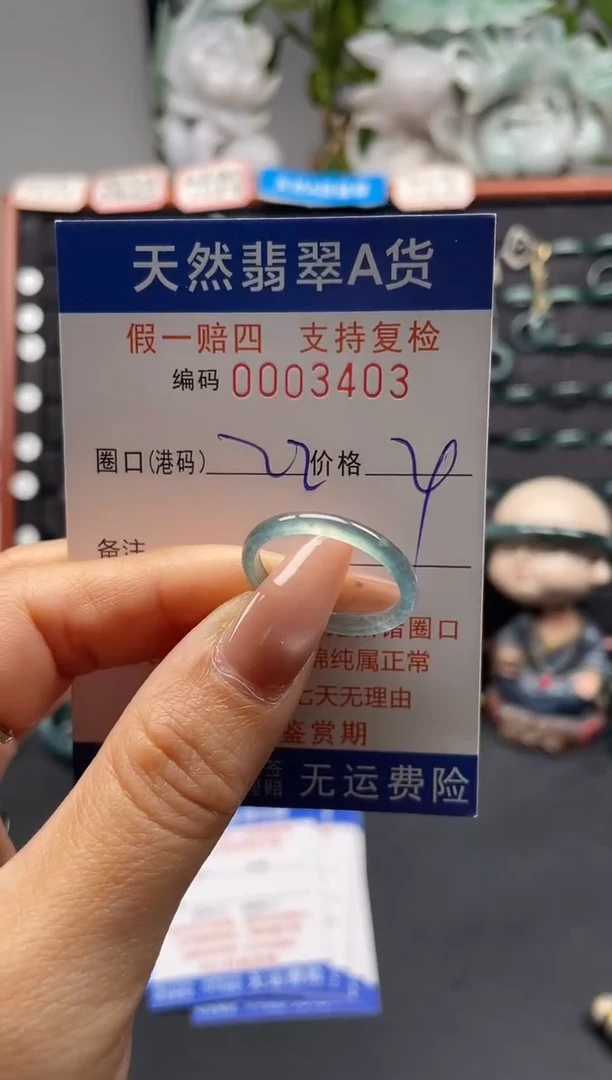 天然翡翠A货
假一赔四 支持复检
编码 0003403
圈口(港码) 22 价格
备注
圈口
绵纯属正常
七天无理由
鉴赏期
无运费险